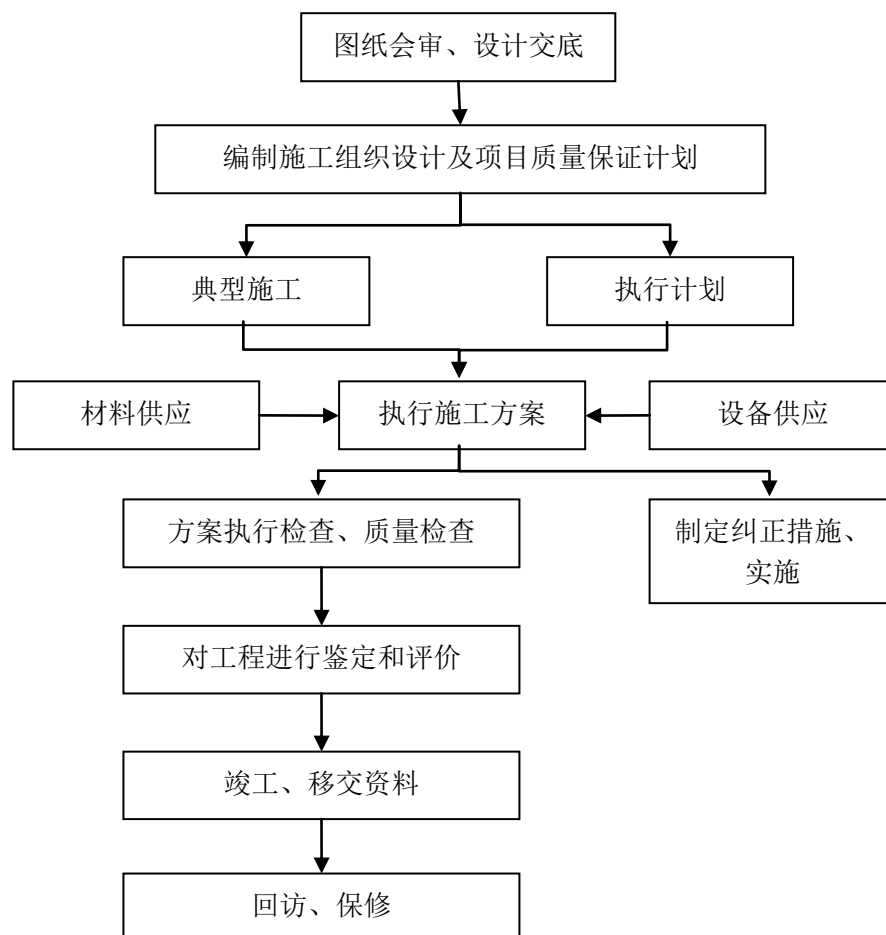 图纸会审、设计交底
编制施工组织设计及项目质量保证计划
典型施工
执行计划
材料供应
执行施工方案
设备供应
方案执行检查、质量检查
制定纠正措施、
实施
对工程进行鉴定和评价
竣工、移交资料
回访、保修